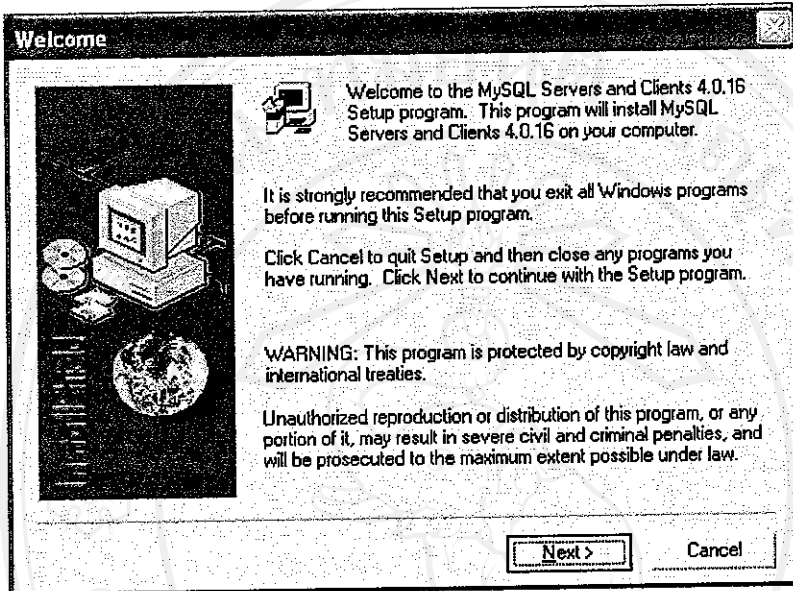 Welcome
Welcome to the MySQL Servers and Clients 4.0.16
Setup program. This program will install MySQL
Servers and Clients 4.0.16 on your computer.
It is strongly recommended that you exit all Windows programs
before running this Setup program.
Click Cancel to quit Setup and then close any programs you
have running. Click Next to continue with the Setup program.
WARNING: This program is protected by copyright law and
international treaties.
Unauthorized reproduction or distribution of this program, or any
portion of it, may result in severe civil and criminal penalties, and
will be prosecuted to the maximum extent possible under law.
Next >
Cancel